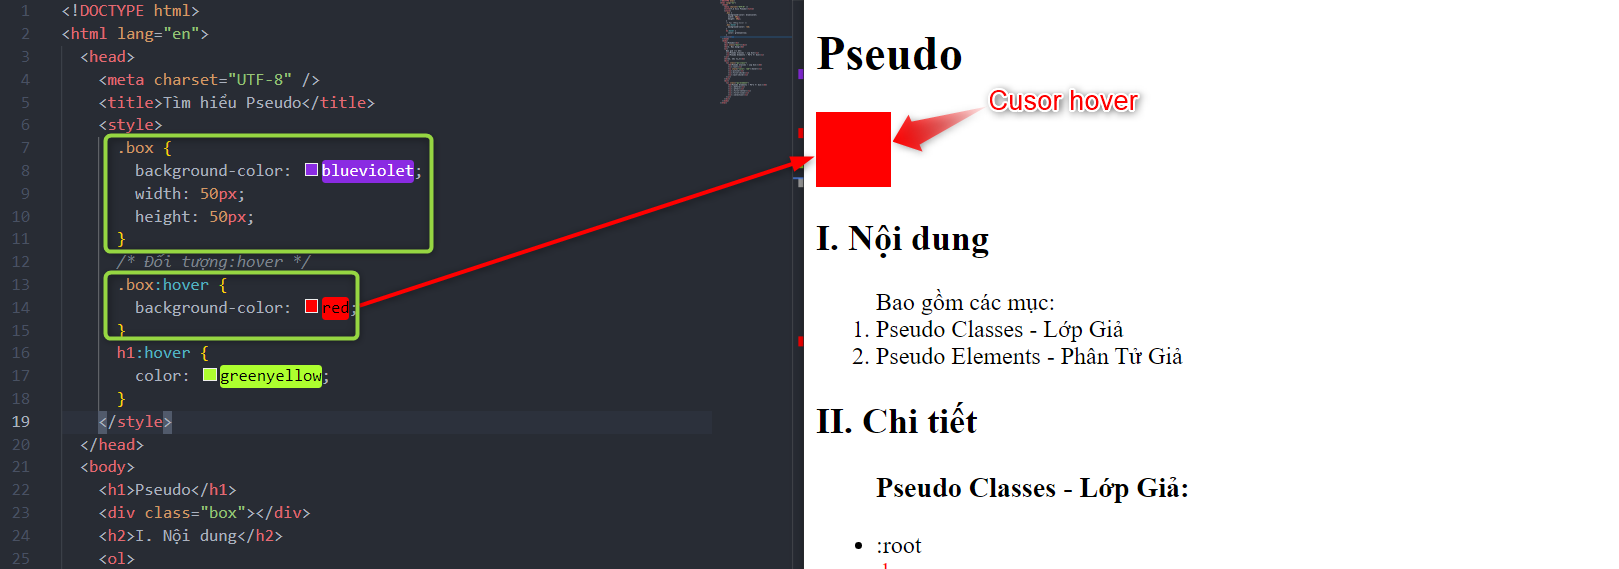 1 <!DOCTYPE html>
2 <html lang="en">
3 <head>
4 <meta charset="UTF-8" />
5 <title>Tìm hiểu Pseudo</title>
6 <style>
7 .box {
8 background-color: blueviolet;
9 width: 50px;
10 height: 50px;
11 }
12 /* Đối tượng:hover */
13 .box:hover {
14 background-color: red;
15 }
16 h1:hover {
17 color: greenyellow;
18 }
19 </style>
20 </head>
21 <body>
22 <h1>Pseudo</h1>
23 <div class="box"></div>
24 <h2>I. Nội dung</h2>
25 <ol>
Pseudo
Cusor hover
I. Nội dung
Bao gồm các mục:
1. Pseudo Classes - Lớp Giả
2. Pseudo Elements - Phân Tử Giả
II. Chi tiết
Pseudo Classes - Lớp Giả:
• :root